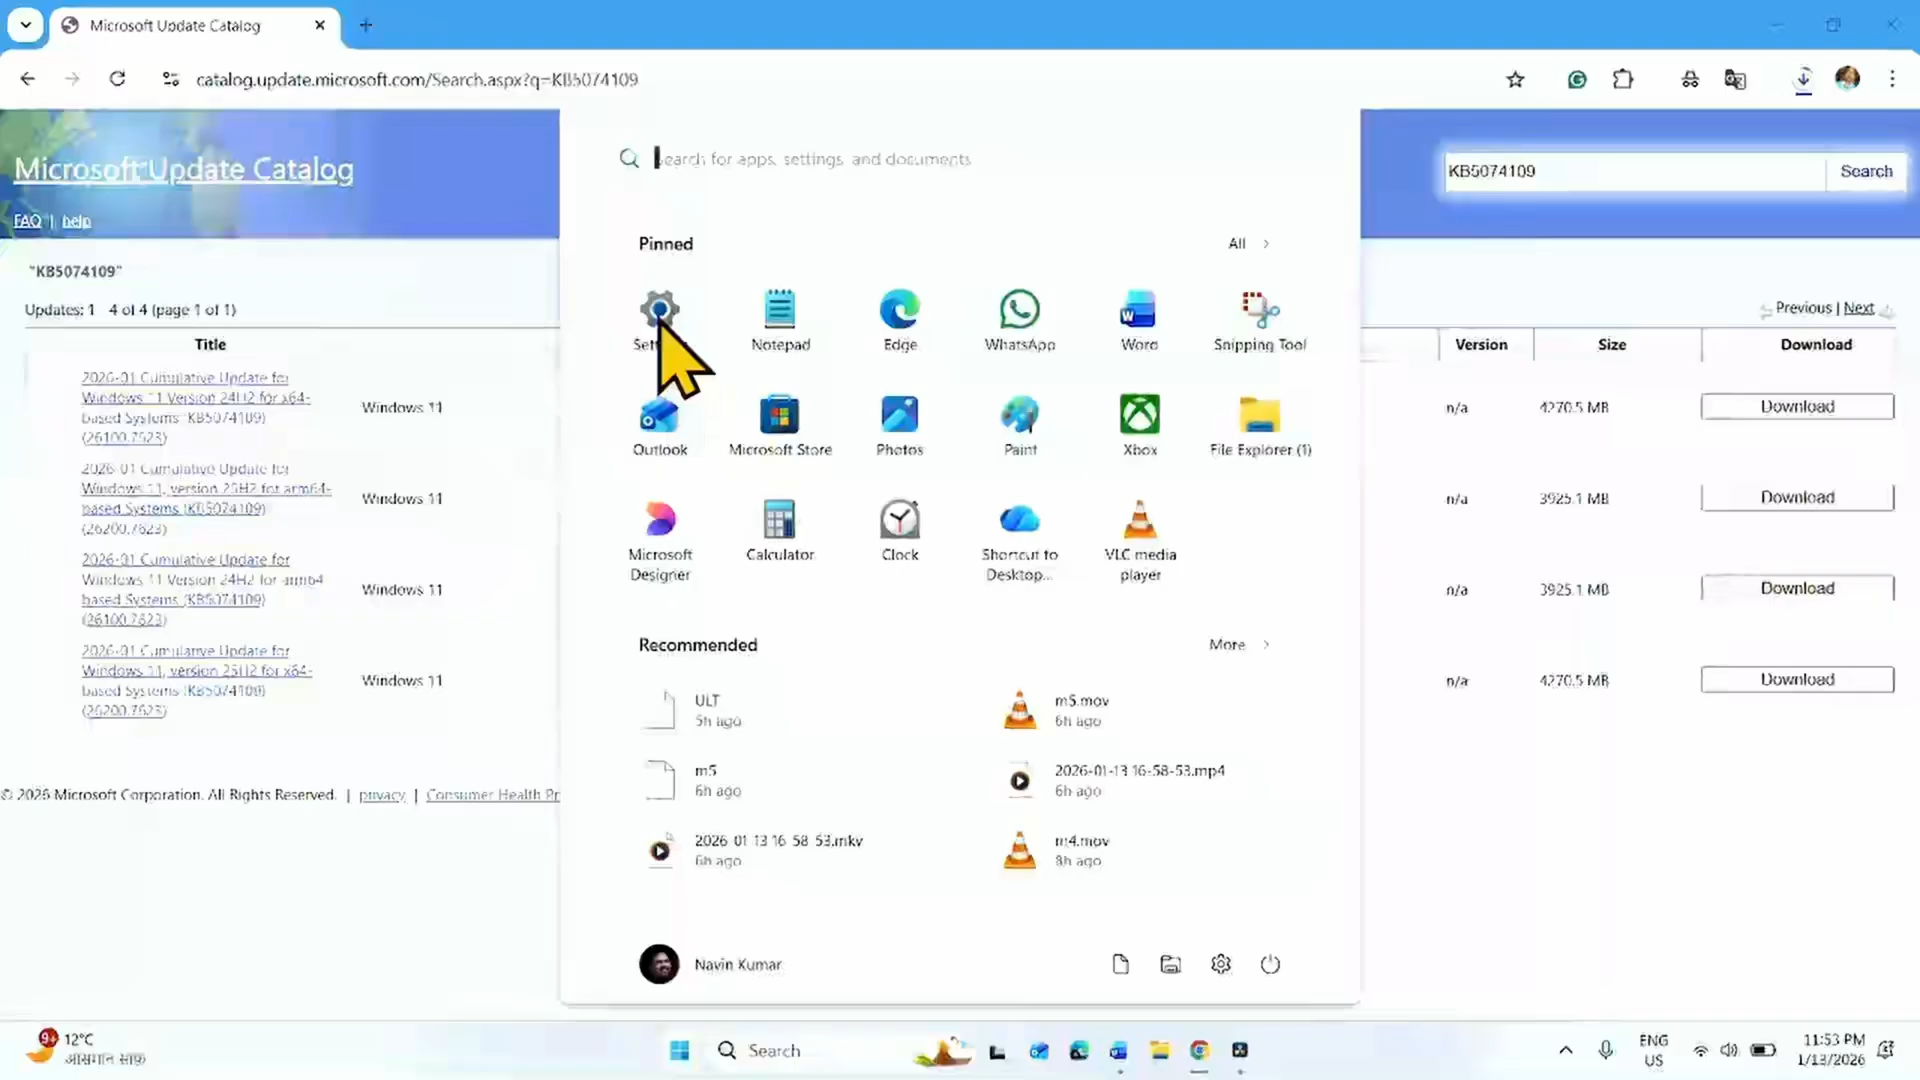 Microsoft Update Catalog
catalog.update.microsoft.com/Search.aspx?q=KB5074109
Microsoft Update Catalog
FAQ | help
KB5074109
Search
"KB5074109"
Updates: 1 - 4 of 4 (page 1 of 1)
Previous | Next
Title
Version
Size
Download
2026-01 Cumulative Update for
Windows 11 Version 24H2 for x64-
based Systems (KB5074109)
(26100.7623)
Windows 11
n/a
4270.5 MB
Download
2026-01 Cumulative Update for
Windows 11, version 25H2 for arm64-
based Systems (KB5074109)
(26200.7623)
Windows 11
n/a
3925.1 MB
Download
2026-01 Cumulative Update for
Windows 11 Version 24H2 for arm64-
based Systems (KB5074109)
(26100.7623)
Windows 11
n/a
3925.1 MB
Download
2026-01 Cumulative Update for
Windows 11, version 25H2 for x64-
based Systems (KB5074109)
(26200.7623)
Windows 11
n/a
4270.5 MB
Download
© 2026 Microsoft Corporation. All Rights Reserved. | privacy | Consumer Health
Search for apps, settings, and documents
Pinned
All
Notepad
Edge
WhatsApp
Word
Snipping Tool
Outlook
Microsoft Store
Photos
Paint
Xbox
File Explorer (1)
Microsoft
Designer
Calculator
Clock
Shortcut to
Desktop...
VLC media
player
Recommended
More
ULT
5h ago
m5.mov
6h ago
m5
6h ago
2026-01-13 16-58-53.mp4
6h ago
2026-01-13 16-58-53.mkv
6h ago
m4.mov
8h ago
Navin Kumar
9+
12°C
आसमान साफ़
Search
ENG
US
11:53 PM
1/13/2026